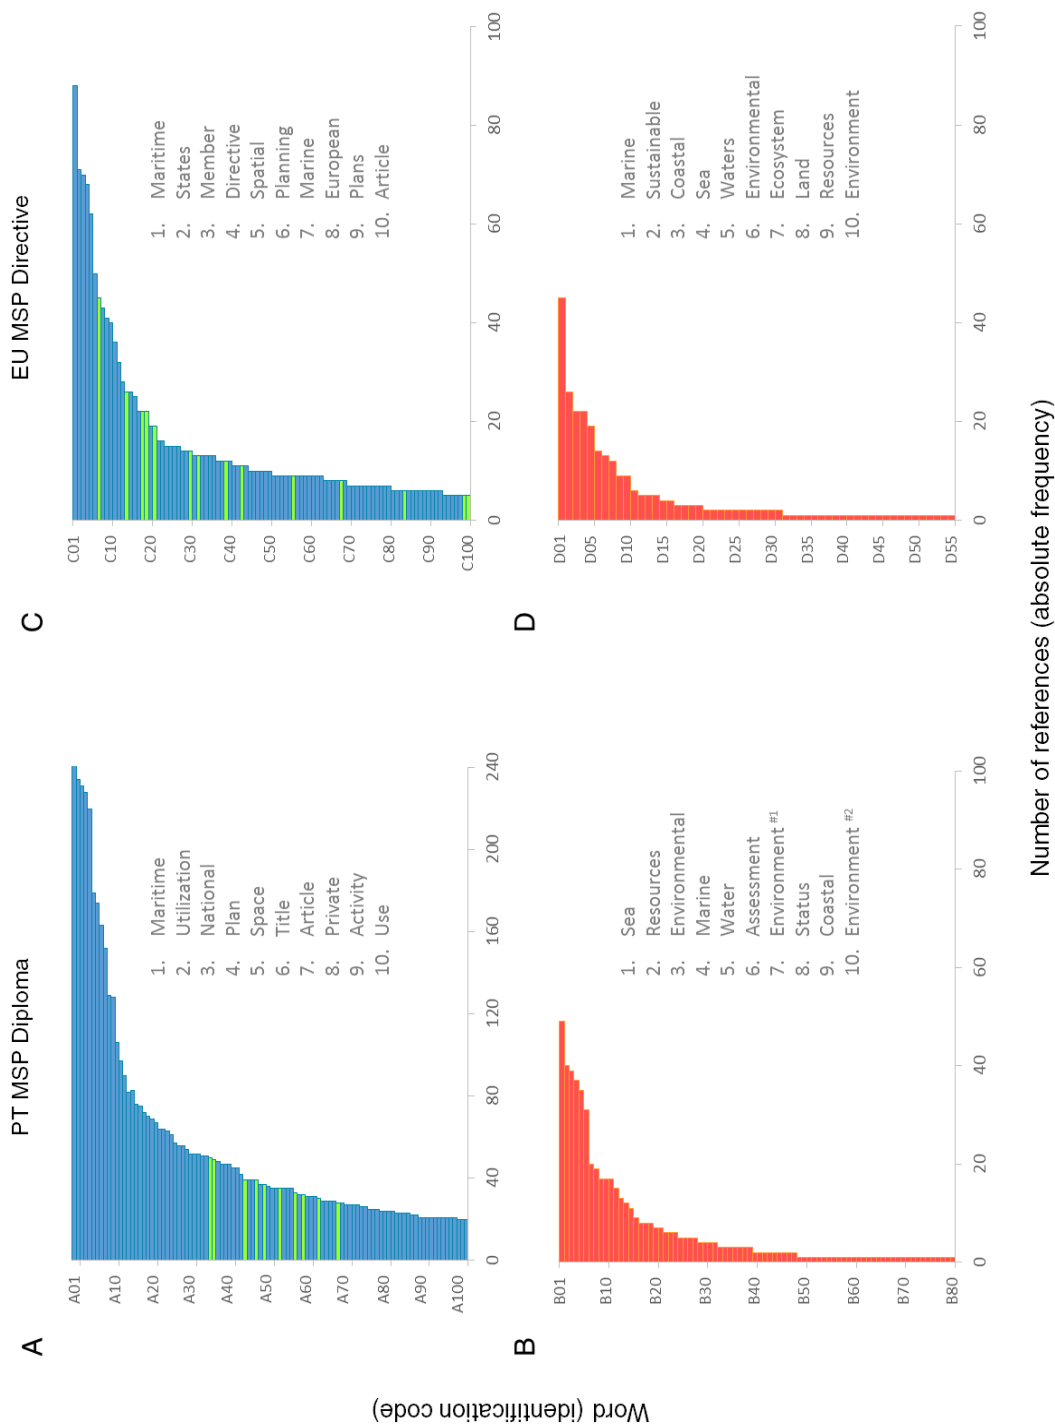 PT MSP Diploma
EU MSP Directive
A
A01
A10
A20
A30
A40
A50
A60
A70
A80
A90
A100
0
40
80
120
160
200
240
1. Maritime
2. Utilization
3. National
4. Plan
5. Space
6. Title
7. Article
8. Private
9. Activity
10. Use
C
C01
C10
C20
C30
C40
C50
C60
C70
C80
C90
C100
0
20
40
60
80
100
1. Maritime
2. States
3. Member
4. Directive
5. Spatial
6. Planning
7. Marine
8. European
9. Plans
10. Article
B
B01
B10
B20
B30
B40
B50
B60
B70
B80
0
20
40
60
80
100
1. Sea
2. Resources
3. Environmental
4. Marine
5. Water
6. Assessment
7. Environment #1
8. Status
9. Coastal
10. Environment #2
D
D01
D05
D10
D15
D20
D25
D30
D35
D40
D45
D50
D55
0
20
40
60
80
100
1. Marine
2. Sustainable
3. Coastal
4. Sea
5. Waters
6. Environmental
7. Ecosystem
8. Land
9. Resources
10. Environment
Word (identification code)
Number of references (absolute frequency)